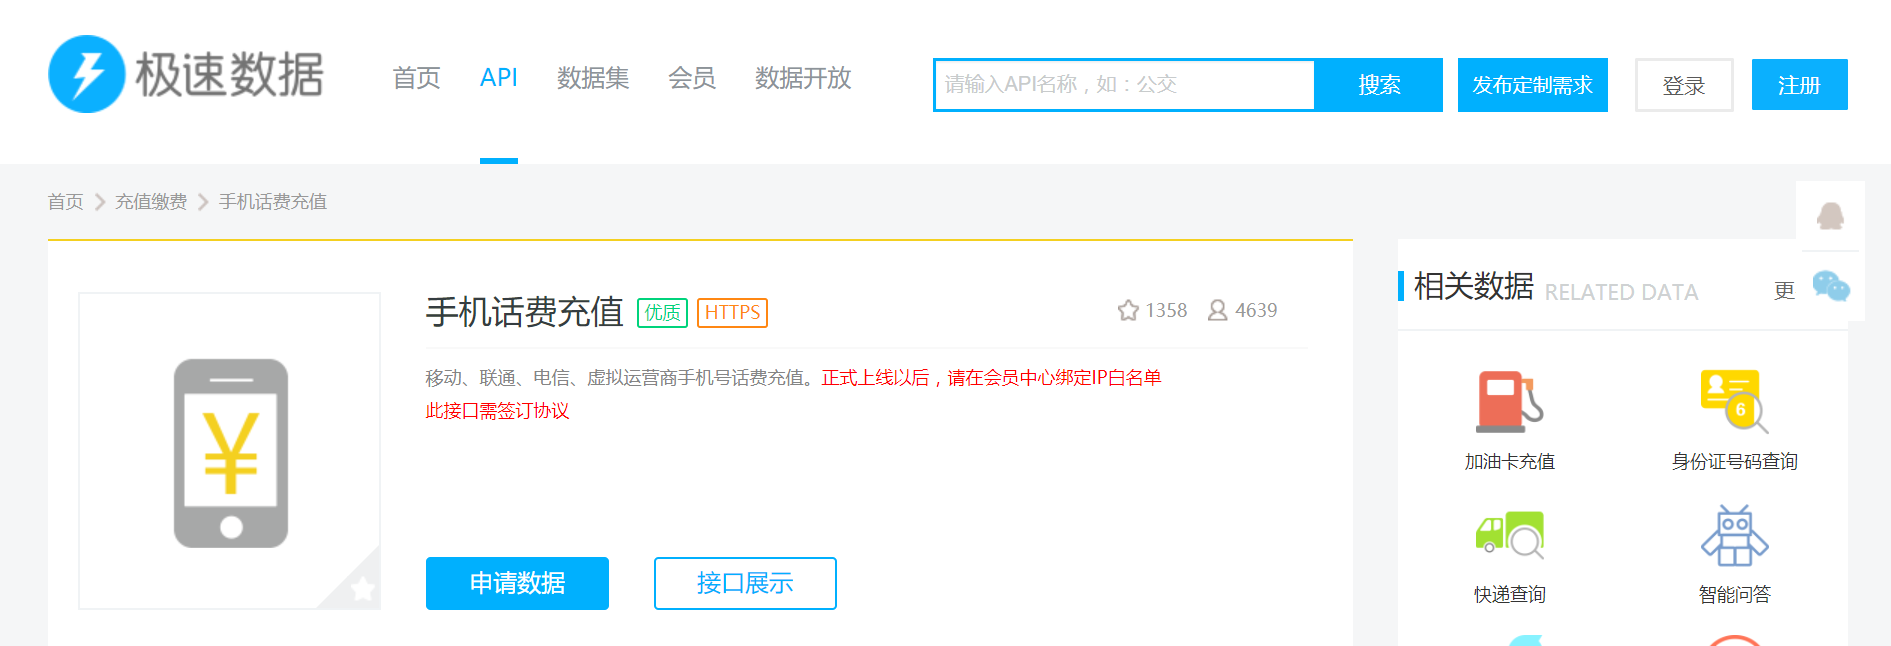 极速数据
首页 API 数据集 会员 数据开放
请输入API名称，如：公交 搜索 发布定制需求 登录 注册
首页 充值缴费 手机话费充值
手机话费充值 优质 HTTPS 1358 4639
移动、联通、电信、虚拟运营商手机号话费充值。正式上线以后，请在会员中心绑定IP白名单
此接口需签订协议
¥
申请数据 接口展示
相关数据 RELATED DATA 更
6
加油卡充值 身份证号码查询
快递查询 智能问答